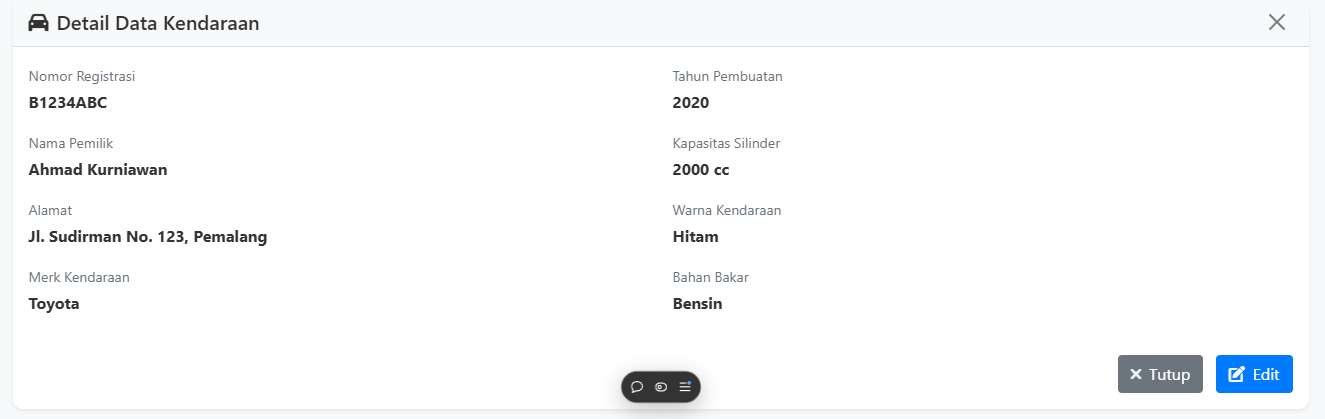 Detail Data Kendaraan
Nomor Registrasi
B1234ABC
Nama Pemilik
Ahmad Kurniawan
Alamat
Jl. Sudirman No. 123, Pemalang
Merk Kendaraan
Toyota
Tahun Pembuatan
2020
Kapasitas Silinder
2000 cc
Warna Kendaraan
Hitam
Bahan Bakar
Bensin
Tutup
Edit